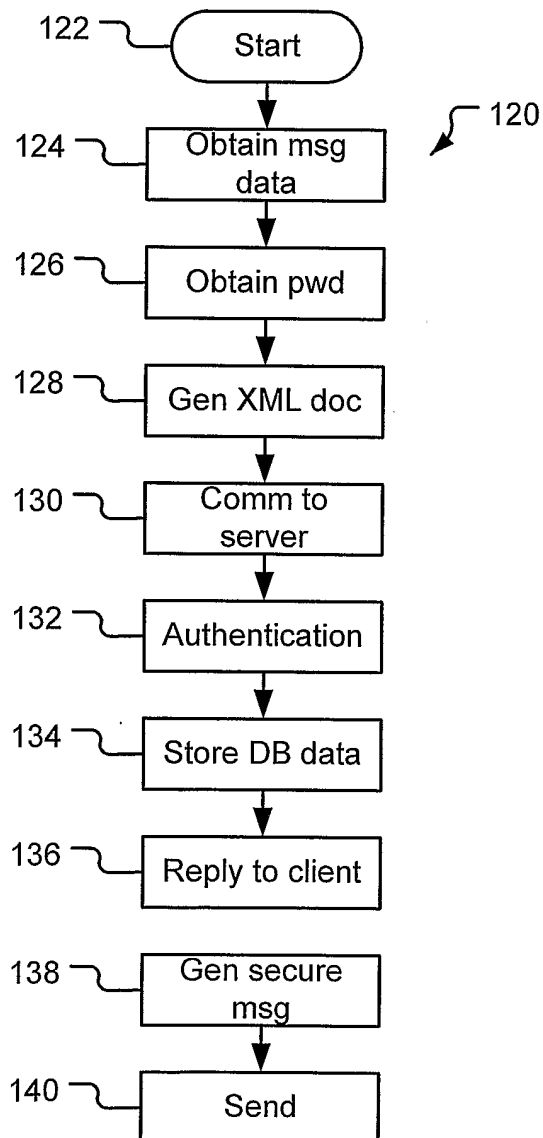 122
Start
120
124
Obtain msg
data
126
Obtain pwd
128
Gen XML doc
130
Comm to
server
132
Authentication
134
Store DB data
136
Reply to client
138
Gen secure
msg
140
Send